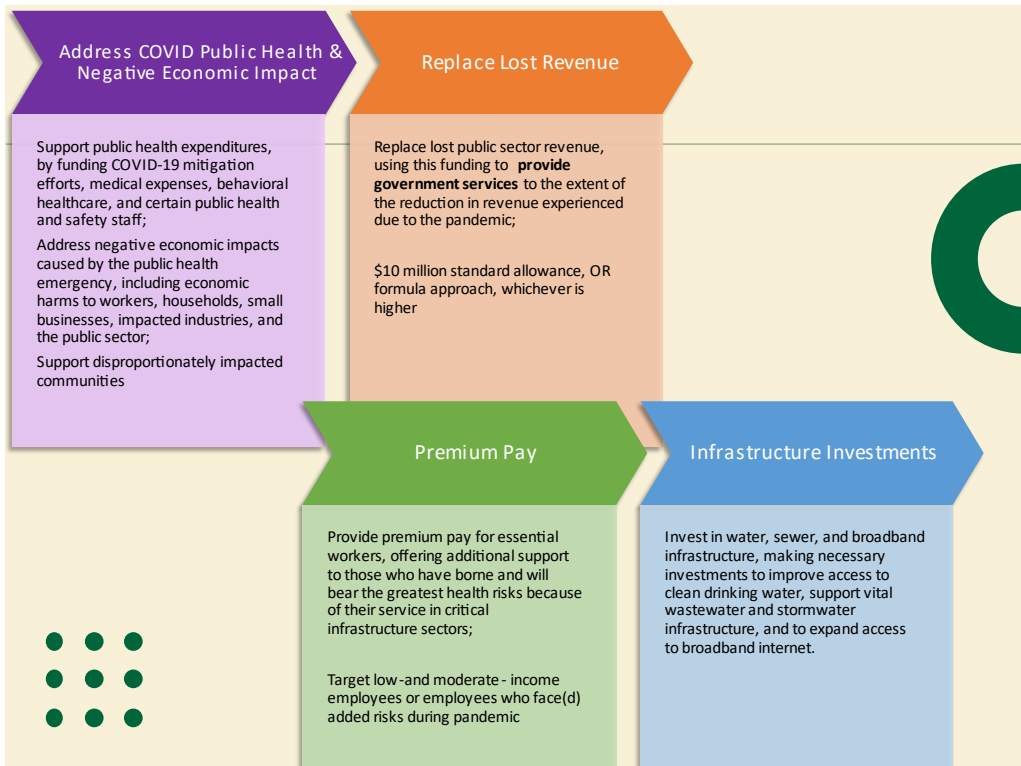 Address COVID Public Health &
Negative Economic Impact
Support public health expenditures,
by funding COVID-19 mitigation
efforts, medical expenses, behavioral
healthcare, and certain public health
and safety staff;
Address negative economic impacts
caused by the public health
emergency, including economic
harms to workers, households, small
businesses, impacted industries, and
the public sector;
Support disproportionately impacted
communities
Replace Lost Revenue
Replace lost public sector revenue,
using this funding to provide
government services to the extent of
the reduction in revenue experienced
due to the pandemic;
$10 million standard allowance, OR
formula approach, whichever is
higher
Premium Pay
Provide premium pay for essential
workers, offering additional support
to those who have borne and will
bear the greatest health risks because
of their service in critical
infrastructure sectors;
Target low-and moderate- income
employees or employees who face(d)
added risks during pandemic
Infrastructure Investments
Invest in water, sewer, and broadband
infrastructure, making necessary
investments to improve access to
clean drinking water, support vital
wastewater and stormwater
infrastructure, and to expand access
to broadband internet.